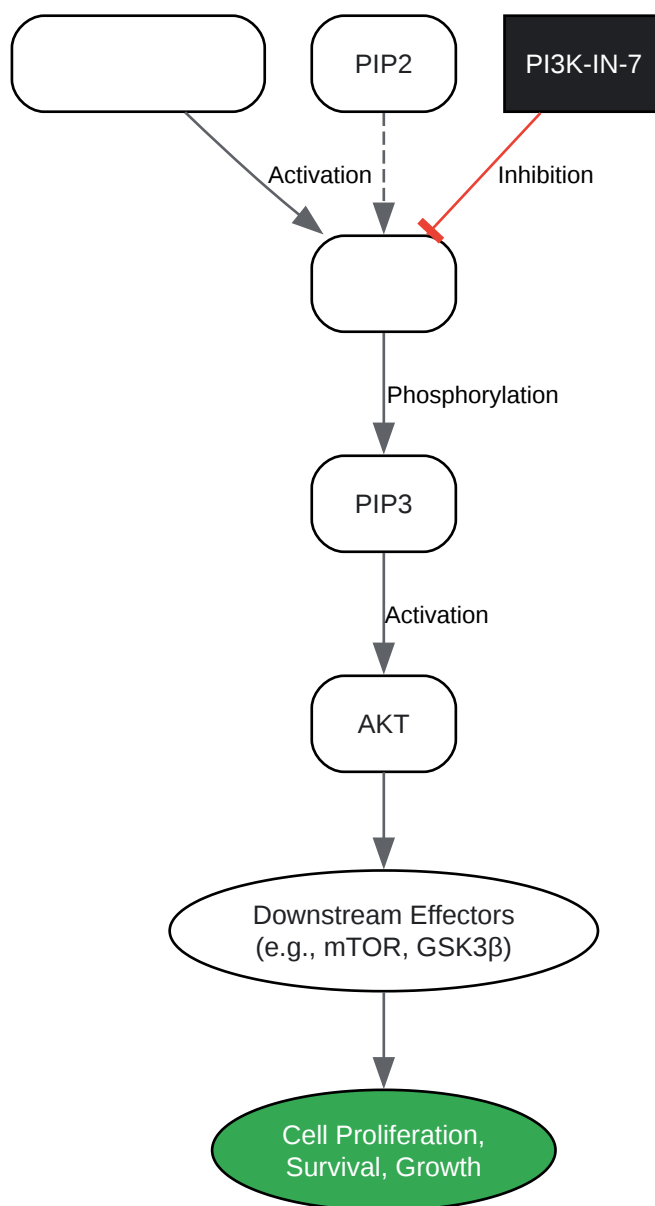 PIP2
PI3K-IN-7
Activation
Inhibition
Phosphorylation
PIP3
Activation
AKT
Downstream Effectors
(e.g., mTOR, GSK3β)
Cell Proliferation,
Survival, Growth